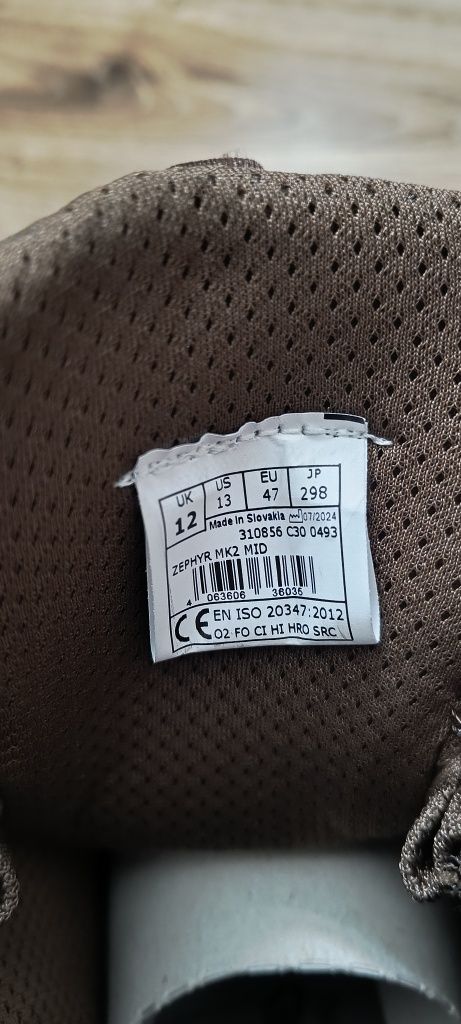 UK US EU JP
12 13 47 298
Made in Slovakia 07/2024
310856 C30 0493
ZEPHYR MK2 MID
4 063606 36035
CE EN ISO 20347:2012
O2 FO CI HI HRO SRC